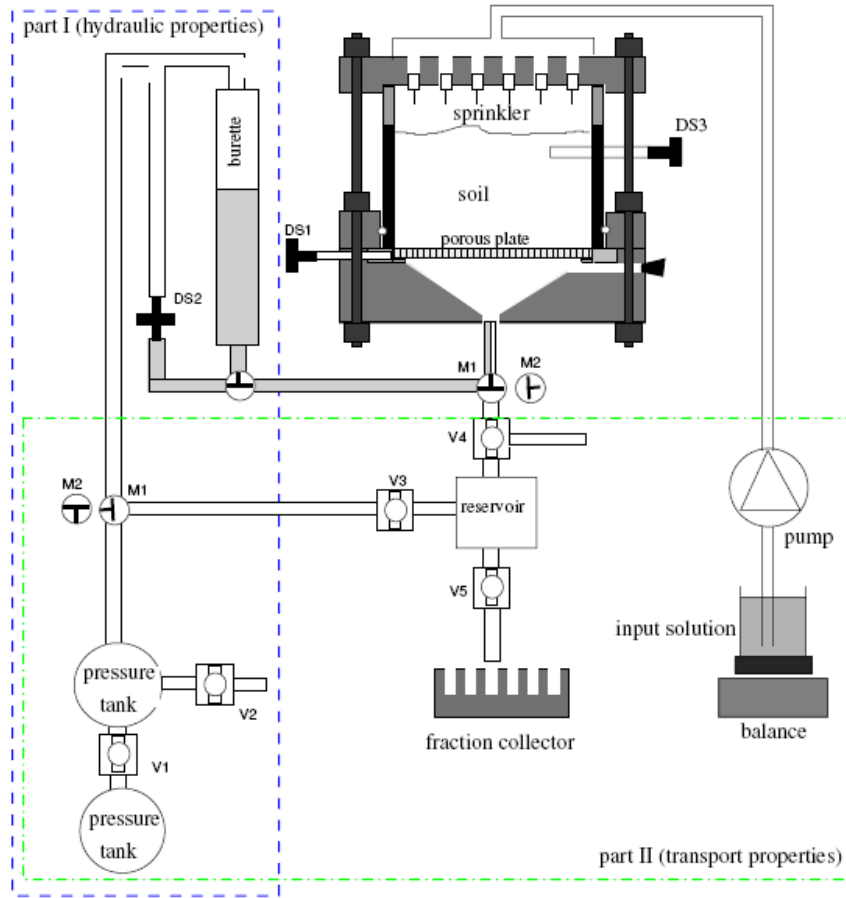 part I (hydraulic properties)
burette
sprinkler
DS3
soil
DS1
porous plate
DS2
M1
M2
V4
M2
M1
V3
reservoir
pump
V5
input solution
pressure
tank
V2
fraction collector
balance
V1
pressure
tank
part II (transport properties)